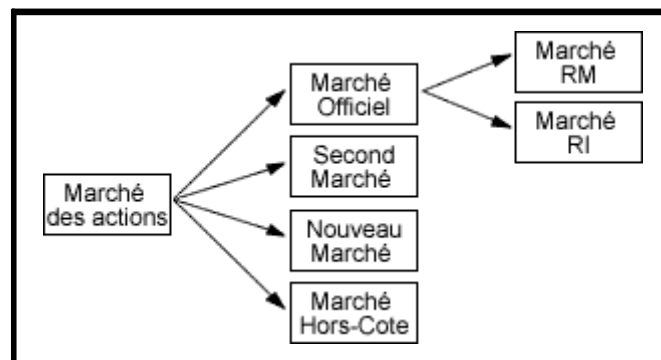 Marché
des actions
Marché
Officiel
Second
Marché
Nouveau
Marché
Marché
Hors-Cote
Marché
RM
Marché
RI